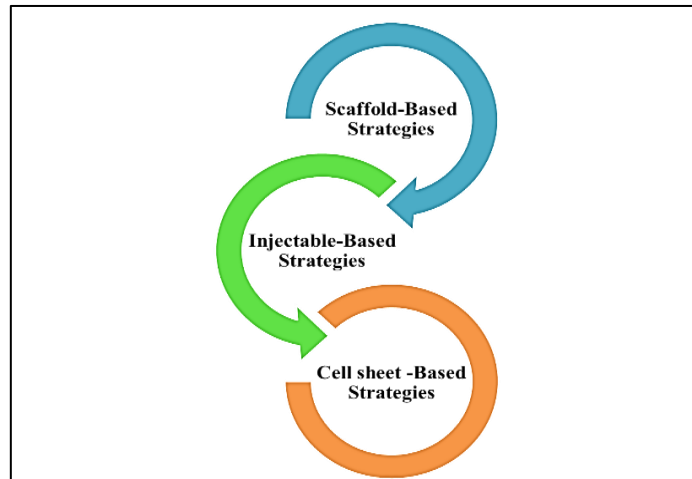 Scaffold-Based
Strategies
Injectable-Based
Strategies
Cell sheet -Based
Strategies